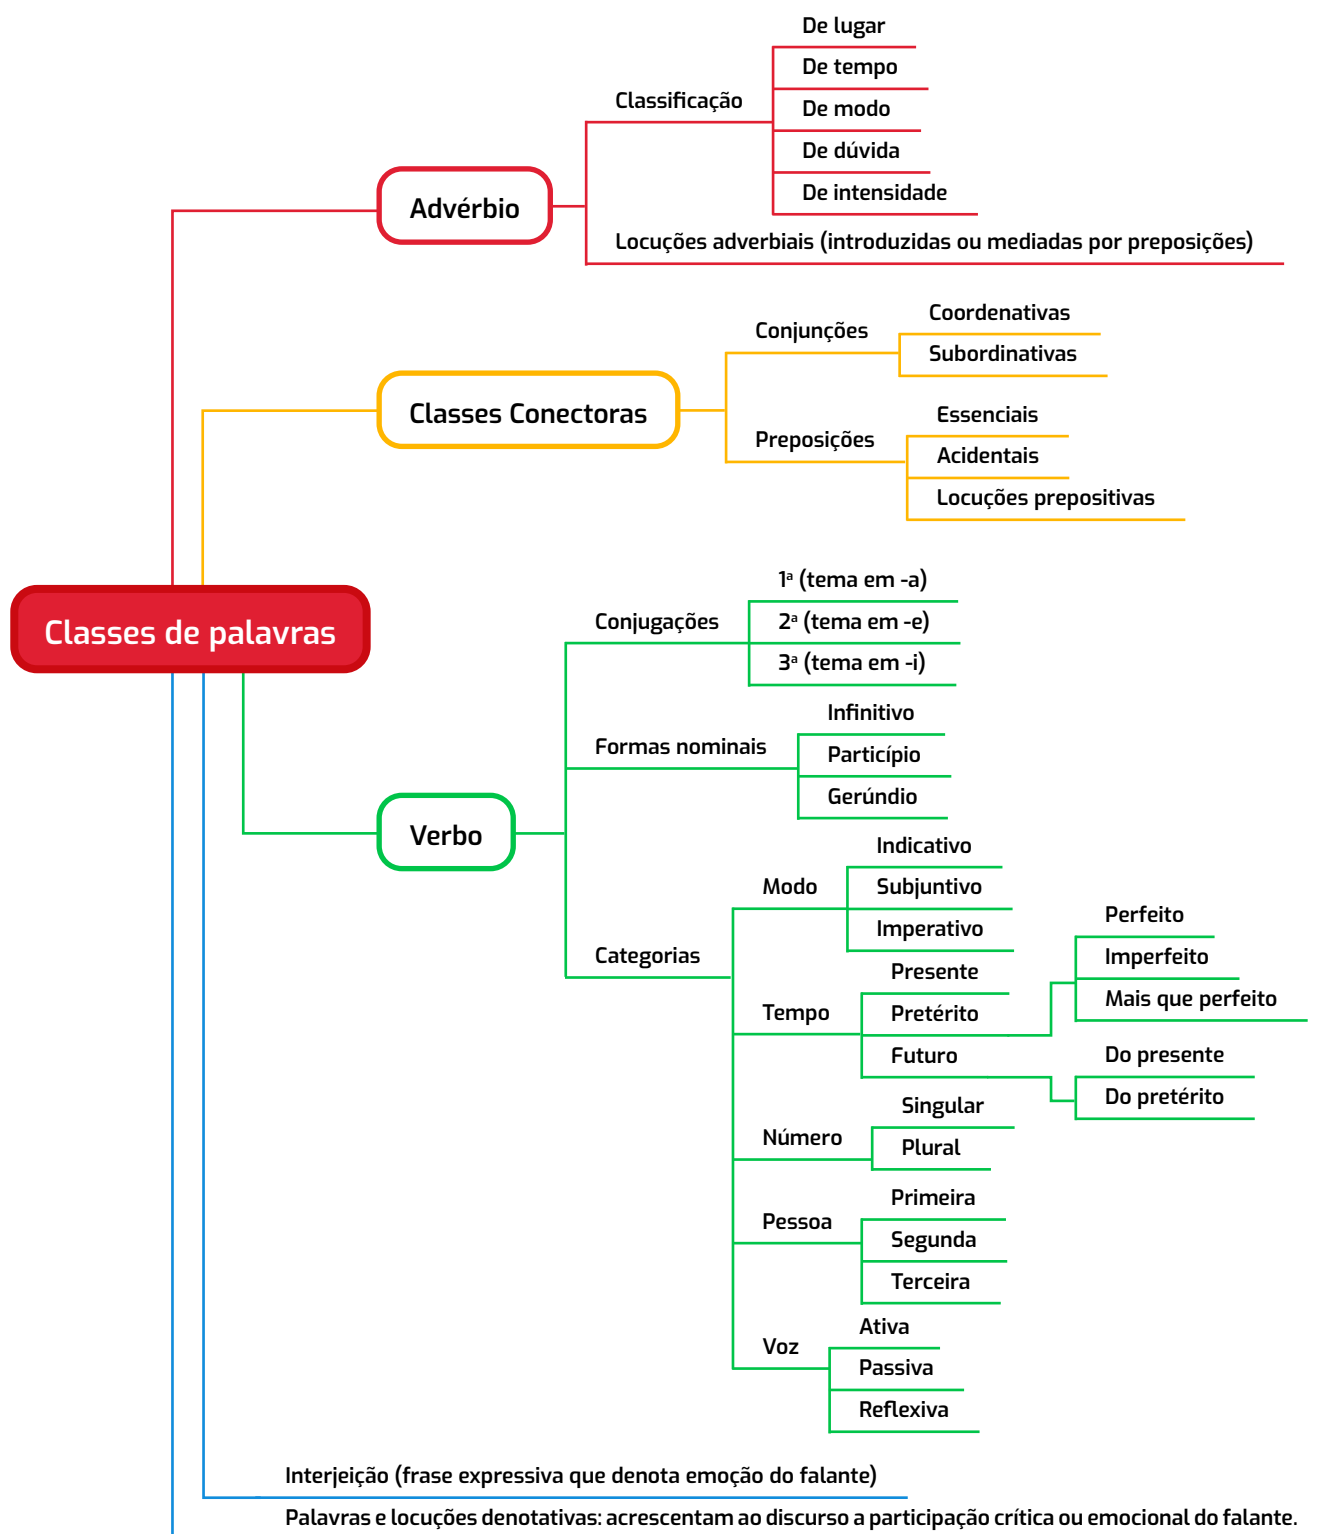 De lugar
De tempo
Classificação
De modo
De dúvida
De intensidade
Advérbio
Locuções adverbiais (introduzidas ou mediadas por preposições)
Coordenativas
Conjunções
Subordinativas
Classes Conectoras
Essenciais
Preposições
Acidentais
Locuções prepositivas
Classes de palavras
1ª (tema em -a)
Conjugações
2ª (tema em -e)
3ª (tema em -i)
Infinitivo
Formas nominais
Particípio
Gerúndio
Verbo
Indicativo
Modo
Subjuntivo
Imperativo
Categorias
Presente
Tempo
Pretérito
Futuro
Perfeito
Imperfeito
Mais que perfeito
Do presente
Do pretérito
Singular
Número
Plural
Primeira
Pessoa
Segunda
Terceira
Ativa
Voz
Passiva
Reflexiva
Interjeição (frase expressiva que denota emoção do falante)
Palavras e locuções denotativas: acrescentam ao discurso a participação crítica ou emocional do falante.